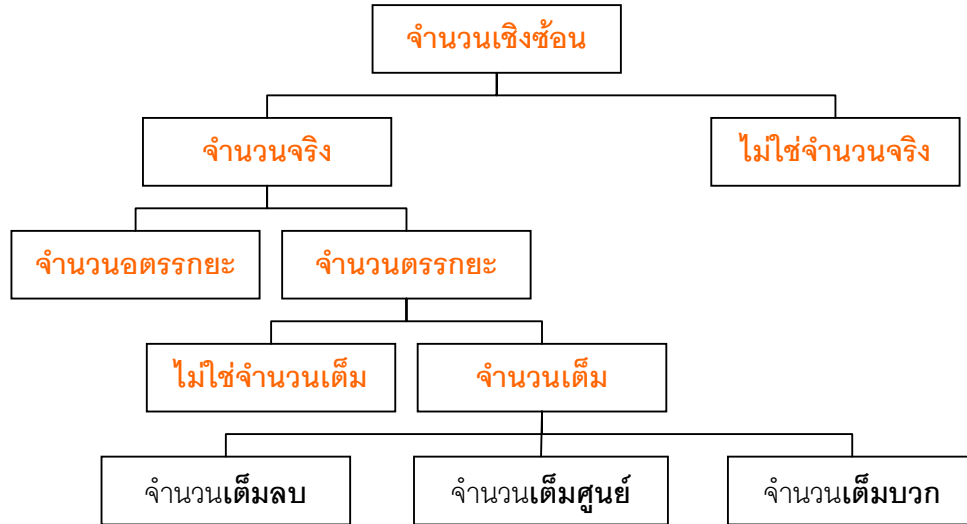 จำนวนเชิงซ้อน
จำนวนจริง
ไม่ใช่จำนวนจริง
จำนวนอตรรกยะ
จำนวนตรรกยะ
ไม่ใช่จำนวนเต็ม
จำนวนเต็ม
จำนวนเต็มลบ
จำนวนเต็มศูนย์
จำนวนเต็มบวก